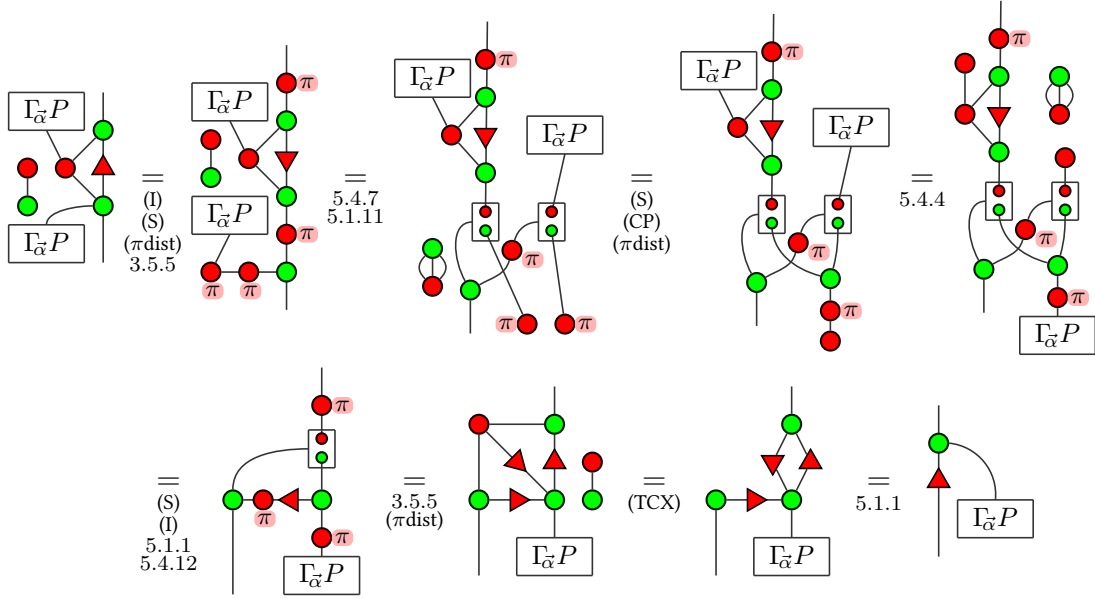 Γ_α⃗ P
Γ_α⃗ P
=
(I)
(S)
(πdist)
3.5.5
π
Γ_α⃗ P
Γ_α⃗ P
π
π
π
=
5.4.7
5.1.11
π
Γ_α⃗ P
Γ_α⃗ P
π
π
π
=
(S)
(CP)
(πdist)
π
Γ_α⃗ P
Γ_α⃗ P
π
π
=
5.4.4
π
π
π
Γ_α⃗ P
=
(S)
(I)
5.1.1
5.4.12
π
π
π
Γ_α⃗ P
=
3.5.5
(πdist)
Γ_α⃗ P
=
(TCX)
Γ_α⃗ P
=
5.1.1
Γ_α⃗ P